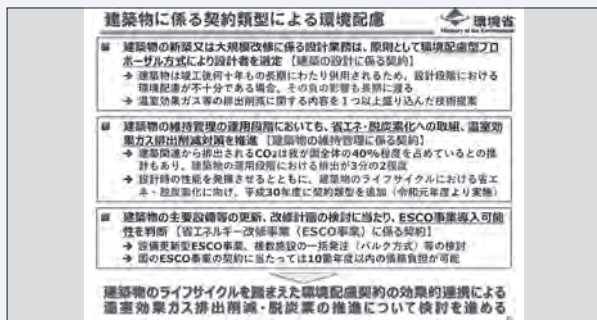 建築物に係る契約類型による環境配慮
環境省
Ministry of the Environment
建築物の新築又は大規模改修に係る設計業務は、原則として環境配慮型プロ
ポーザル方式により設計者を選定【建築の設計に係る契約】
→ 建築物は竣工後何十年もの長期にわたり供用されるため、設計段階における
環境配慮が不十分である場合、その負の影響も長期に渡る
→ 温室効果ガス等の排出削減に関する内容を1つ以上盛り込んだ技術提案
建築物の維持管理の運用段階においても、省エネ・脱炭素化への取組、温室効
果ガス排出削減対策を推進【建築物の維持管理に係る契約】
→ 建築関連から排出されるCO₂は我が国全体の40%程度を占めているとの推
計もあり、建築物の運用段階における排出が3分の2程度
→ 設計時の性能を発揮させるとともに、建築物のライフサイクルにおける省エ
ネ・脱炭素化に向け、平成30年度に契約類型を追加（令和元年度より実施）
建築物の主要設備等の更新、改修計画の検討に当たり、ESCO事業導入可能
性を判断【省エネルギー改修事業（ESCO事業）に係る契約】
→ 設備更新型ESCO事業、複数施設の一括発注（バルク方式）等の検討
→ 国のESCO事業の契約に当たっては10箇年度以内の債務負担が可能
建築物のライフサイクルを踏まえた環境配慮契約の効果的連携による
温室効果ガス排出削減・脱炭素の推進について検討を進める